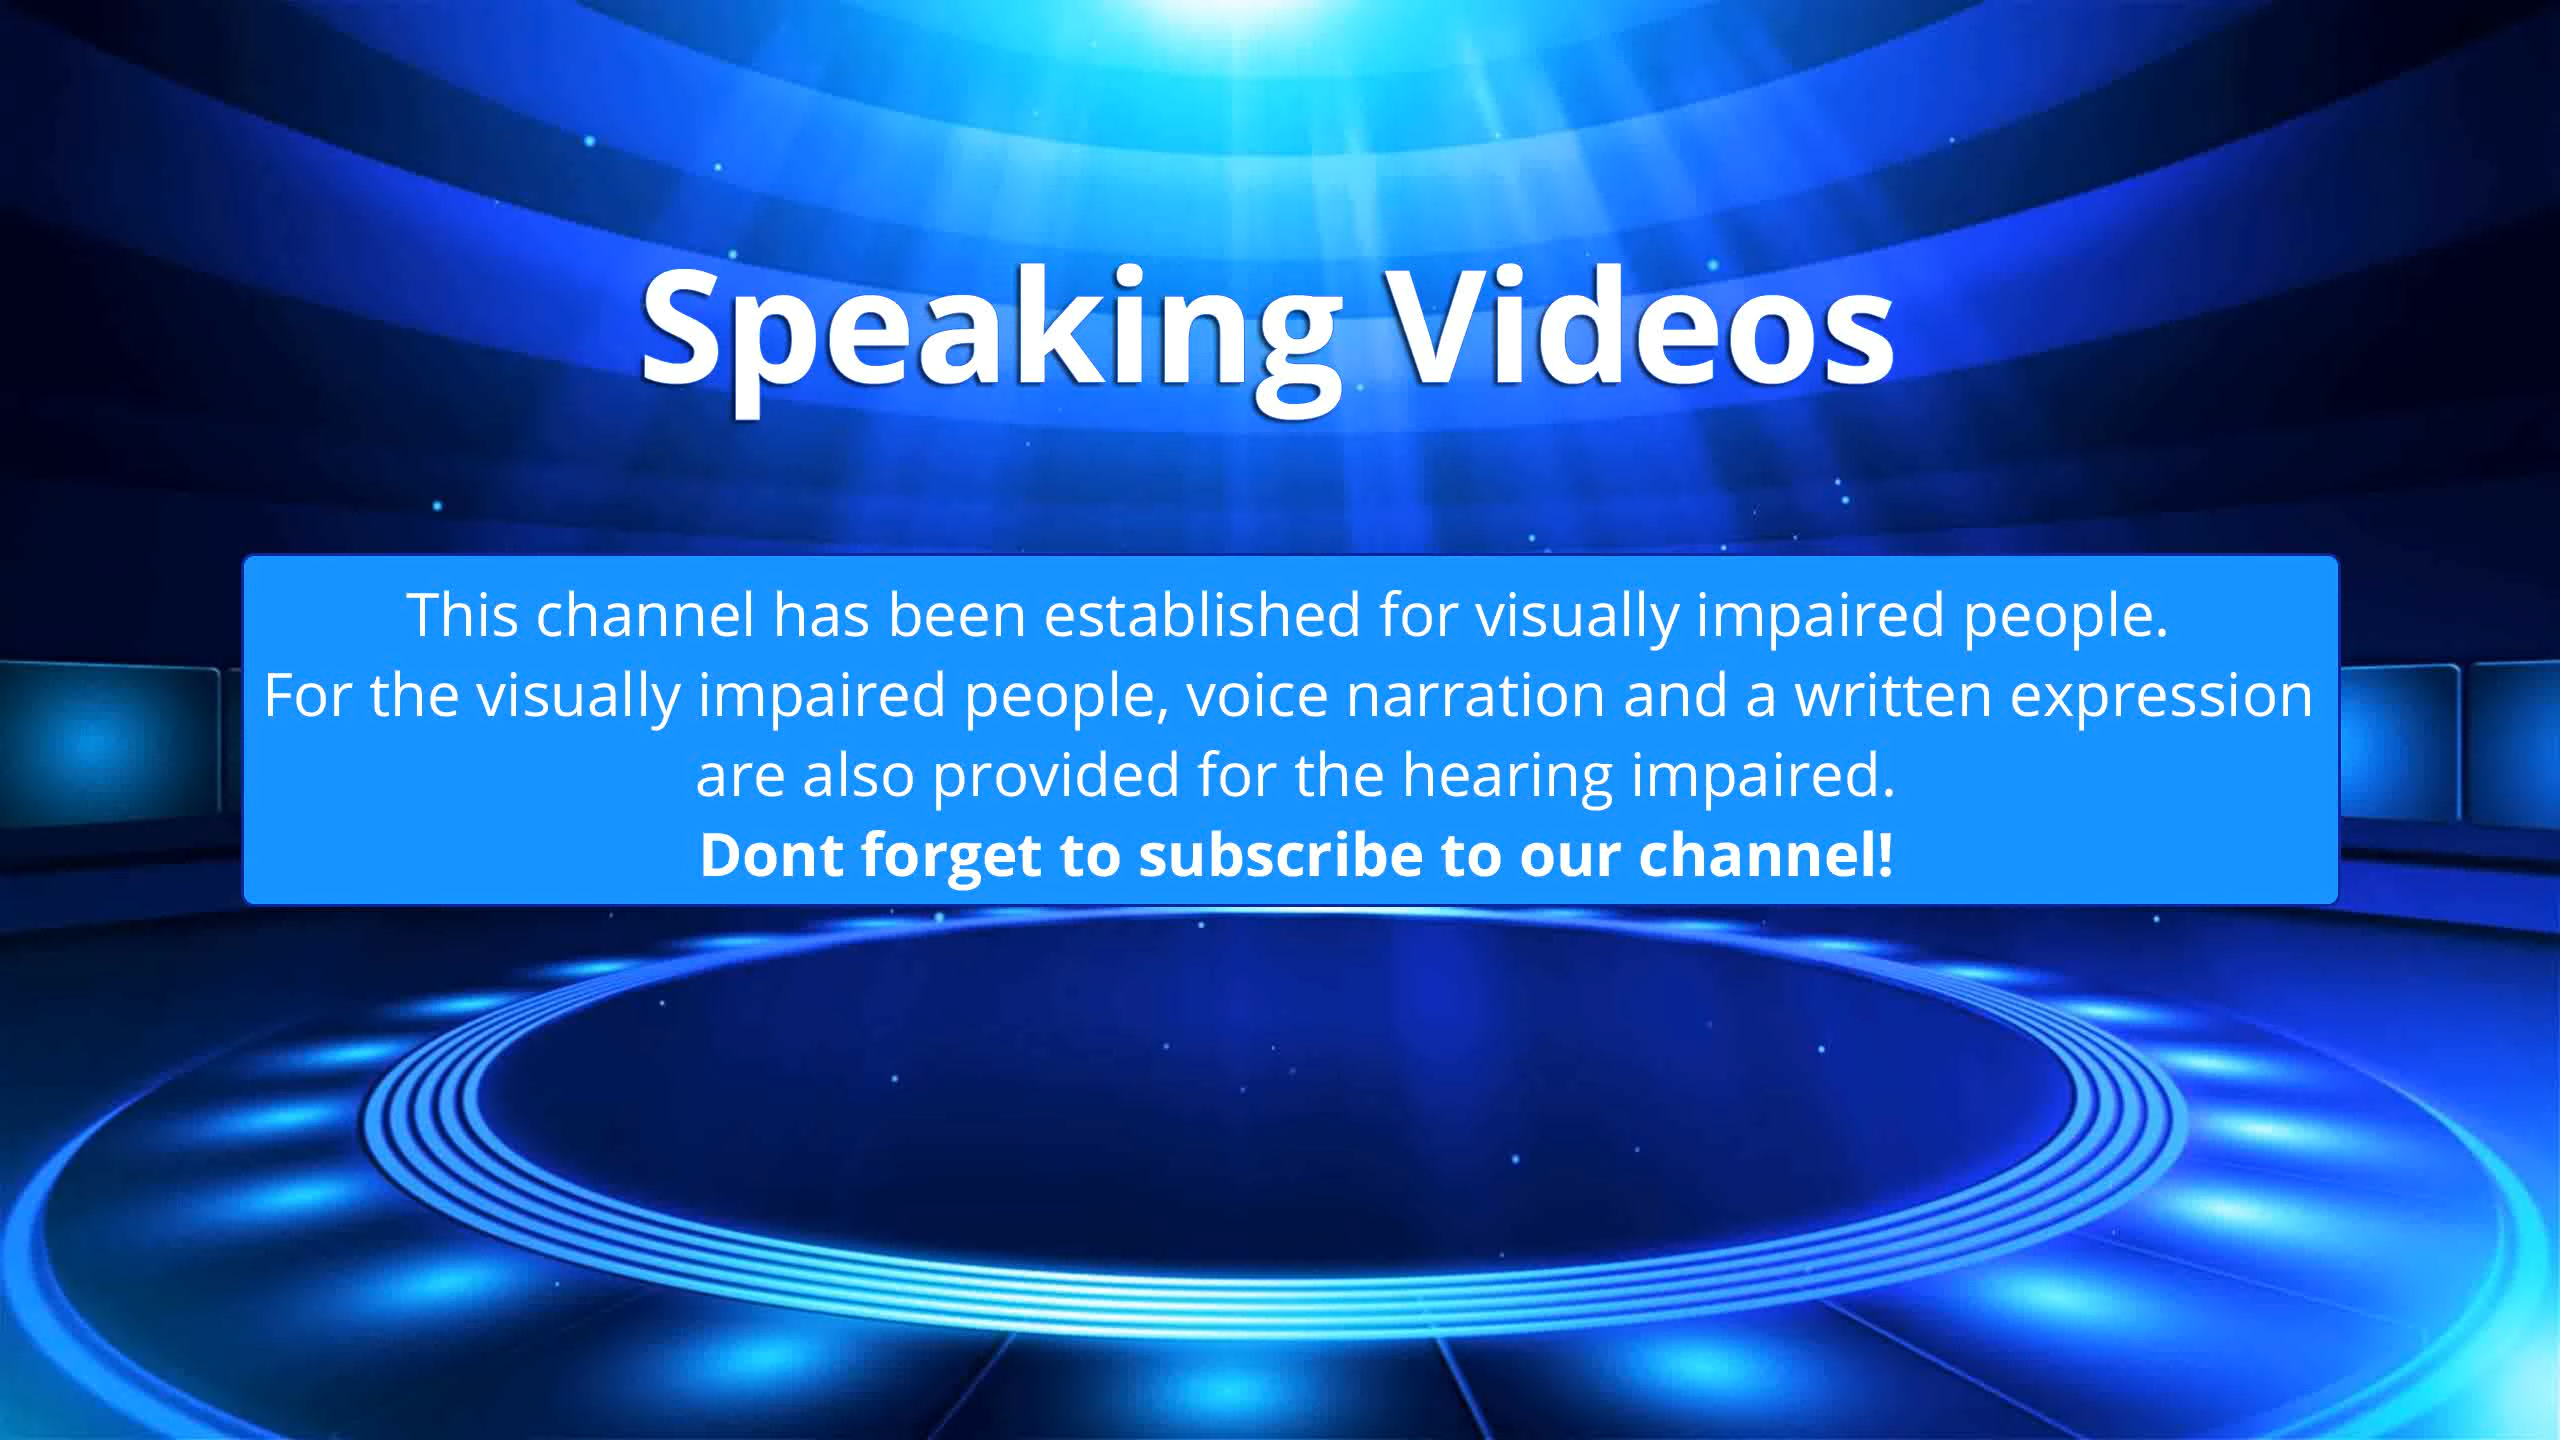 Speaking Videos
This channel has been established for visually impaired people.
For the visually impaired people, voice narration and a written expression
are also provided for the hearing impaired.
Dont forget to subscribe to our channel!